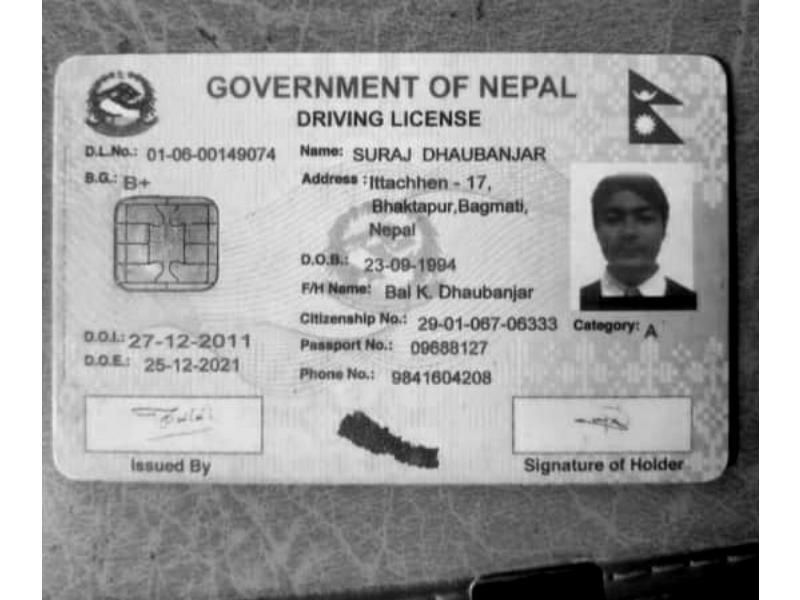 GOVERNMENT OF NEPAL
DRIVING LICENSE
D.L.No.: 01-06-00149074
B.G.: B+
Name: SURAJ DHAUBANJAR
Address : Ittachhen - 17,
Bhaktapur,Bagmati,
Nepal
D.O.B.: 23-09-1994
F/H Name: Bal K. Dhaubanjar
Citizenship No.: 29-01-067-06333
Category: A
Passport No.: 09688127
Phone No.: 9841604208
D.O.I.: 27-12-2011
D.O.E.: 25-12-2021
Issued By
Signature of Holder